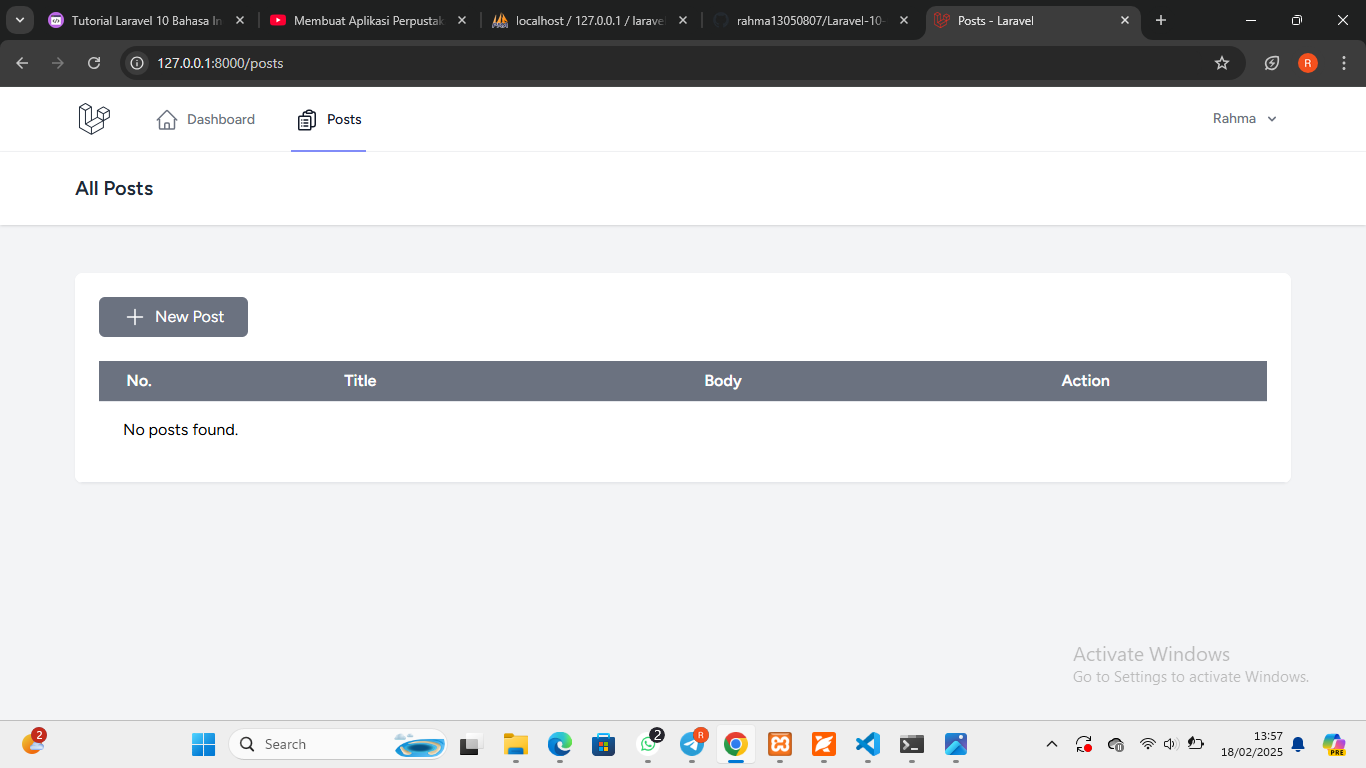 Tutorial Laravel 10 Bahasa In
Membuat Aplikasi Perpustak
localhost / 127.0.0.1 / larave
rahma13050807/Laravel-10-
Posts - Laravel
127.0.0.1:8000/posts
R
Dashboard
Posts
Rahma
All Posts
New Post
No. Title Body Action
No posts found.
Activate Windows
Go to Settings to activate Windows.
2
Search
2
R
13:57
18/02/2025
PRE